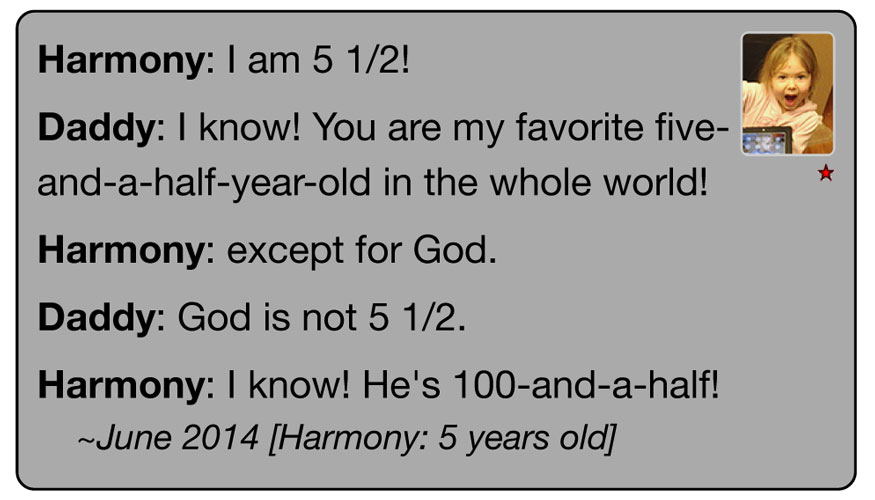 Harmony: I am 5 1/2!
Daddy: I know! You are my favorite five-
and-a-half-year-old in the whole world!
Harmony: except for God.
Daddy: God is not 5 1/2.
Harmony: I know! He's 100-and-a-half!
~June 2014 [Harmony: 5 years old]